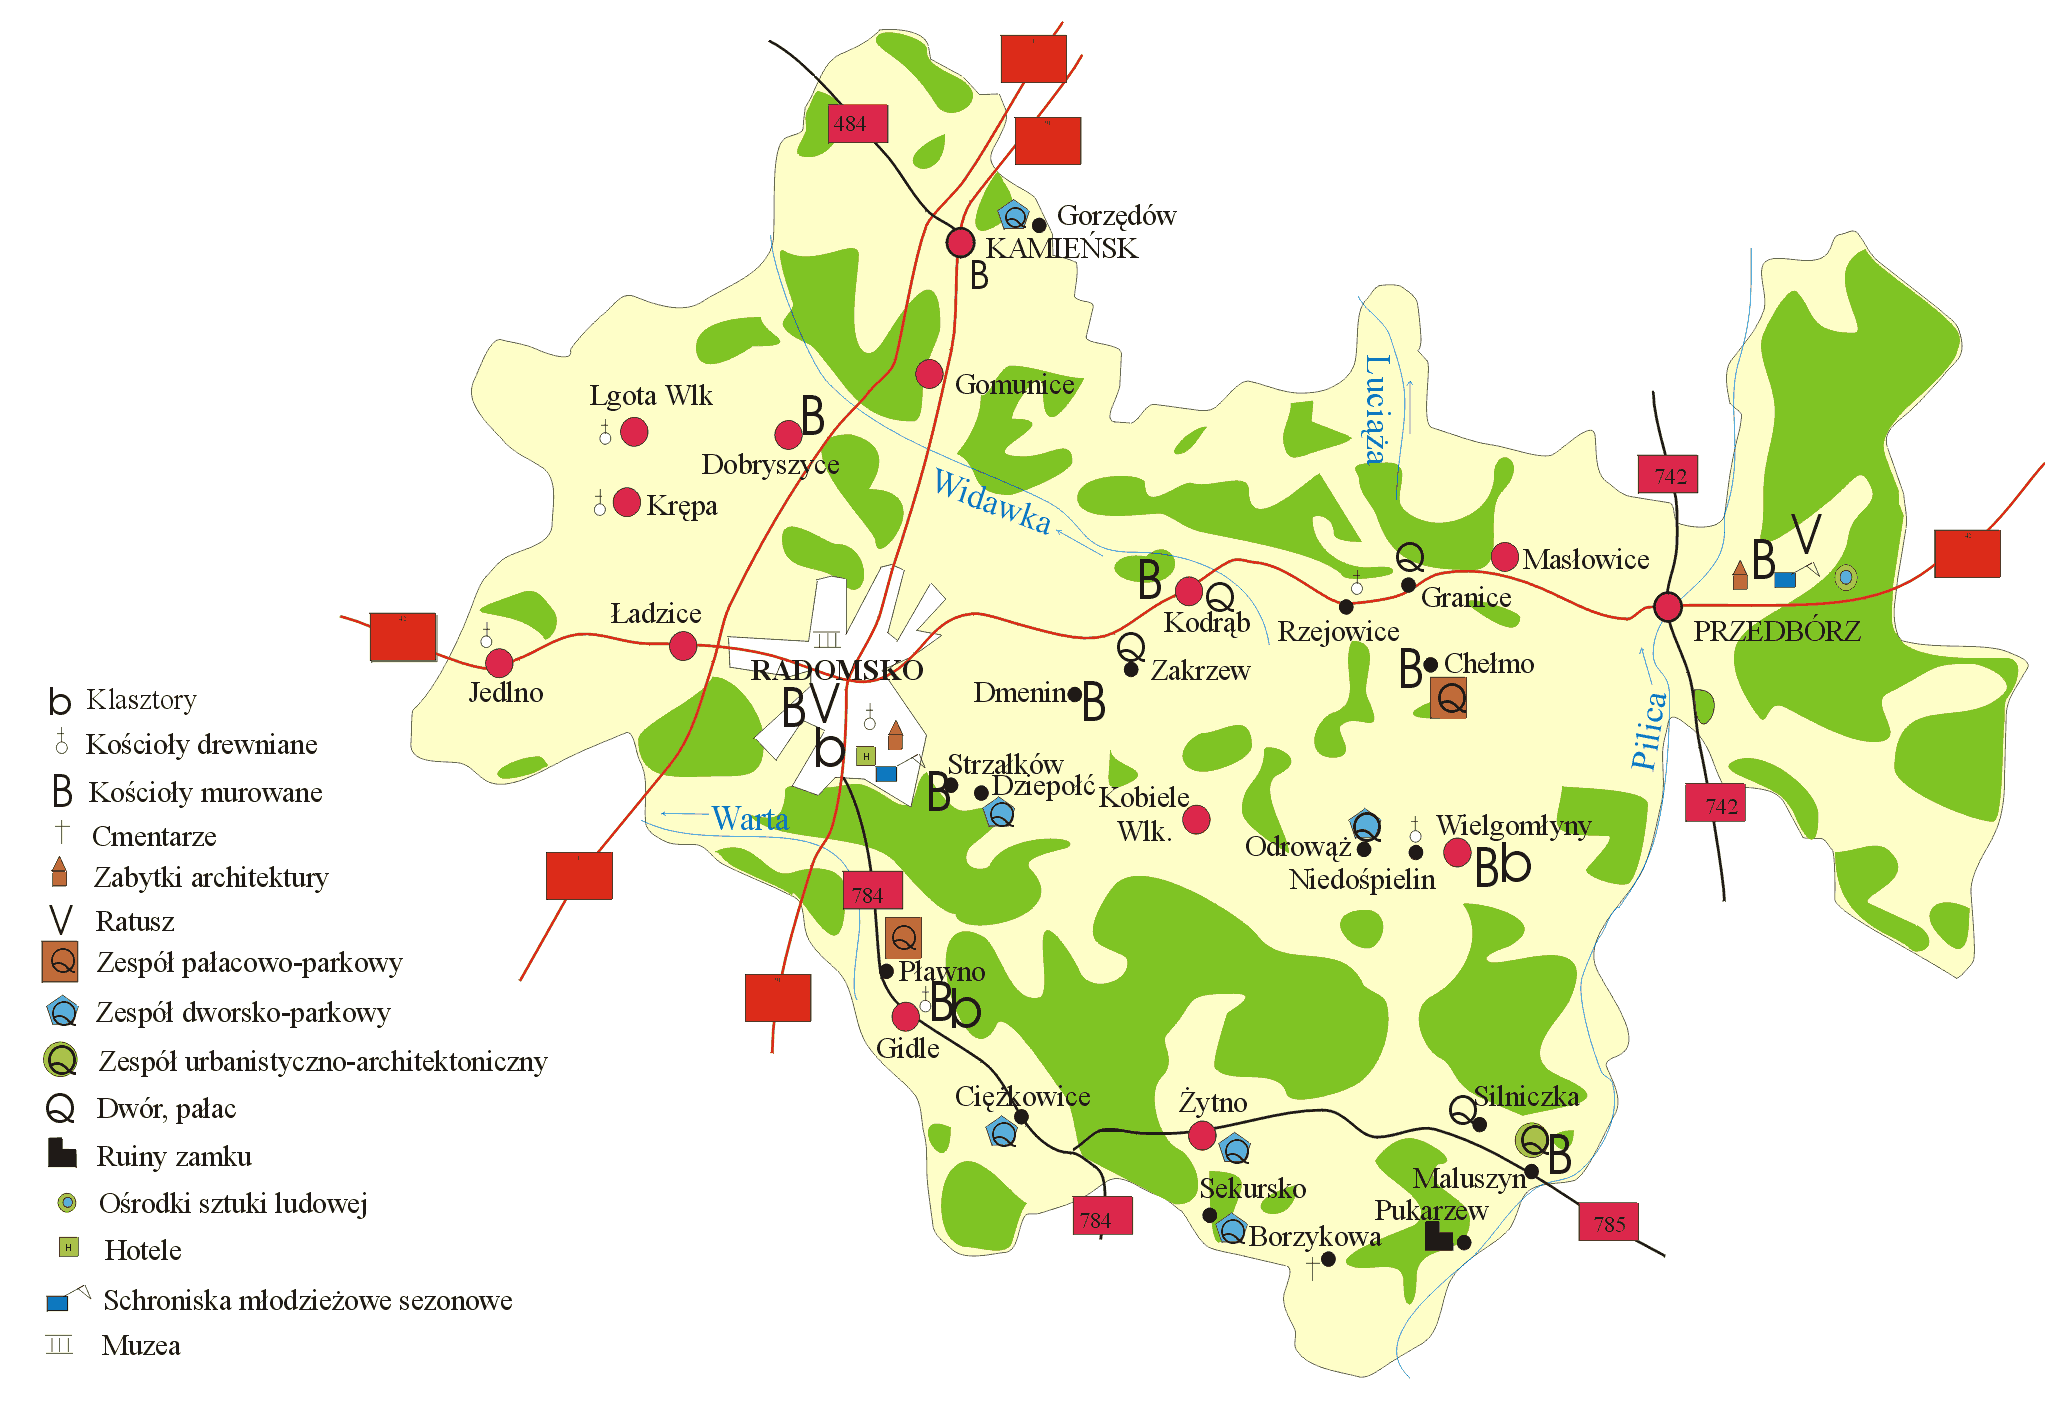 484
Gorzędów
KAMIEŃSK
B
Gomunice
Lgota Wlk
B
Dobryszyce
Krępa
Luciąża
Widawka
742
V
B
Masłowice
B
Kodrąb
Granice
Rzejowice
PRZEDBÓRZ
Ładzice
Jedlno
RADOMSKO
B V
b
H
Zakrzew
Dmenin B
B Chełmo
Pilica
Strzałków
B
Dziepołć
Warta
Kobiele
Wlk.
742
Odrowąż
Wielgomłyny
B b
Niedośpielin
784
Pławno
B b
Gidle
Ciężkowice
Żytno
Silniczka
B
Maluszyn
Sekursko
Pukarzew
Borzykowa
784
785
b Klasztory
Kościoły drewniane
B Kościoły murowane
Cmentarze
Zabytki architektury
V Ratusz
Zespół pałacowo-parkowy
Zespół dworsko-parkowy
Zespół urbanistyczno-architektoniczny
Dwór, pałac
Ruiny zamku
Ośrodki sztuki ludowej
H Hotele
Schroniska młodzieżowe sezonowe
Muzea